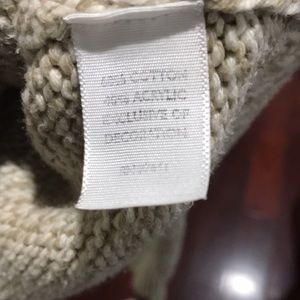 60% COTTON
40% ACRYLIC
EXCLUSIVE OF
DECORATION